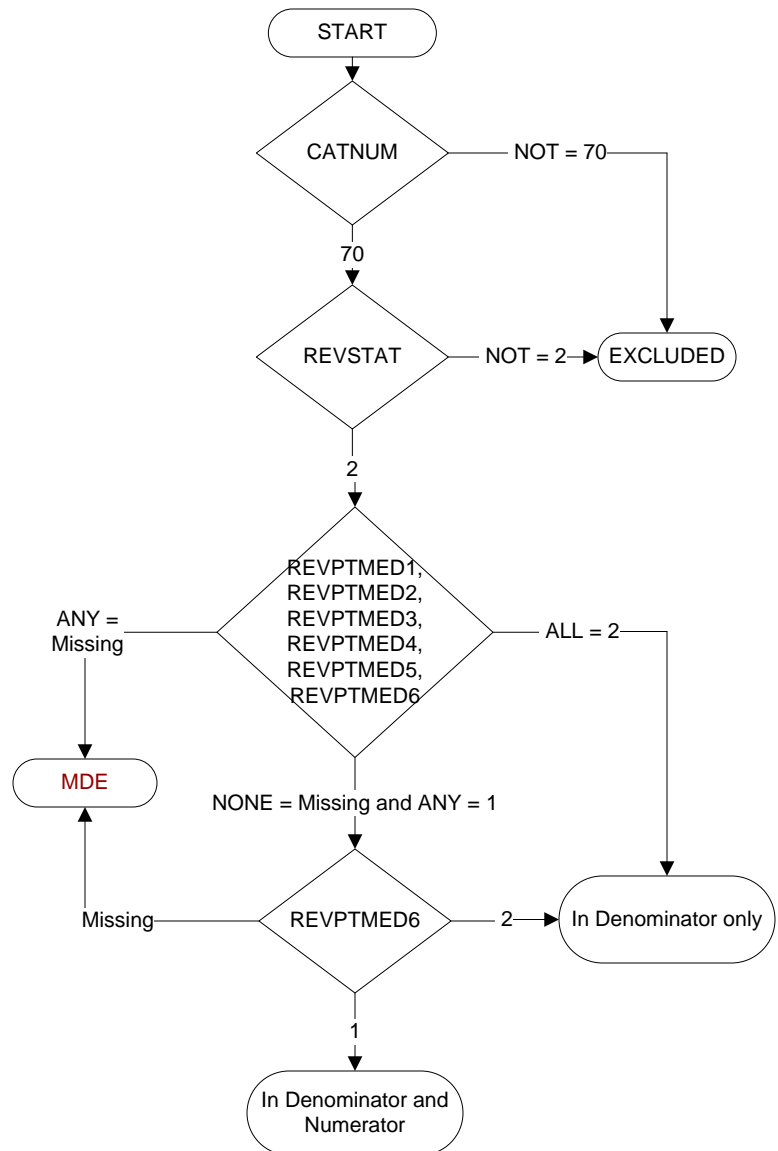 START
CATNUM
NOT = 70
70
REVSTAT
NOT = 2
EXCLUDED
2
REVPTMED1,
REVPTMED2,
REVPTMED3,
REVPTMED4,
REVPTMED5,
REVPTMED6
ANY =
Missing
ALL = 2
MDE
NONE = Missing and ANY = 1
Missing
REVPTMED6
2
In Denominator only
1
In Denominator and
Numerator